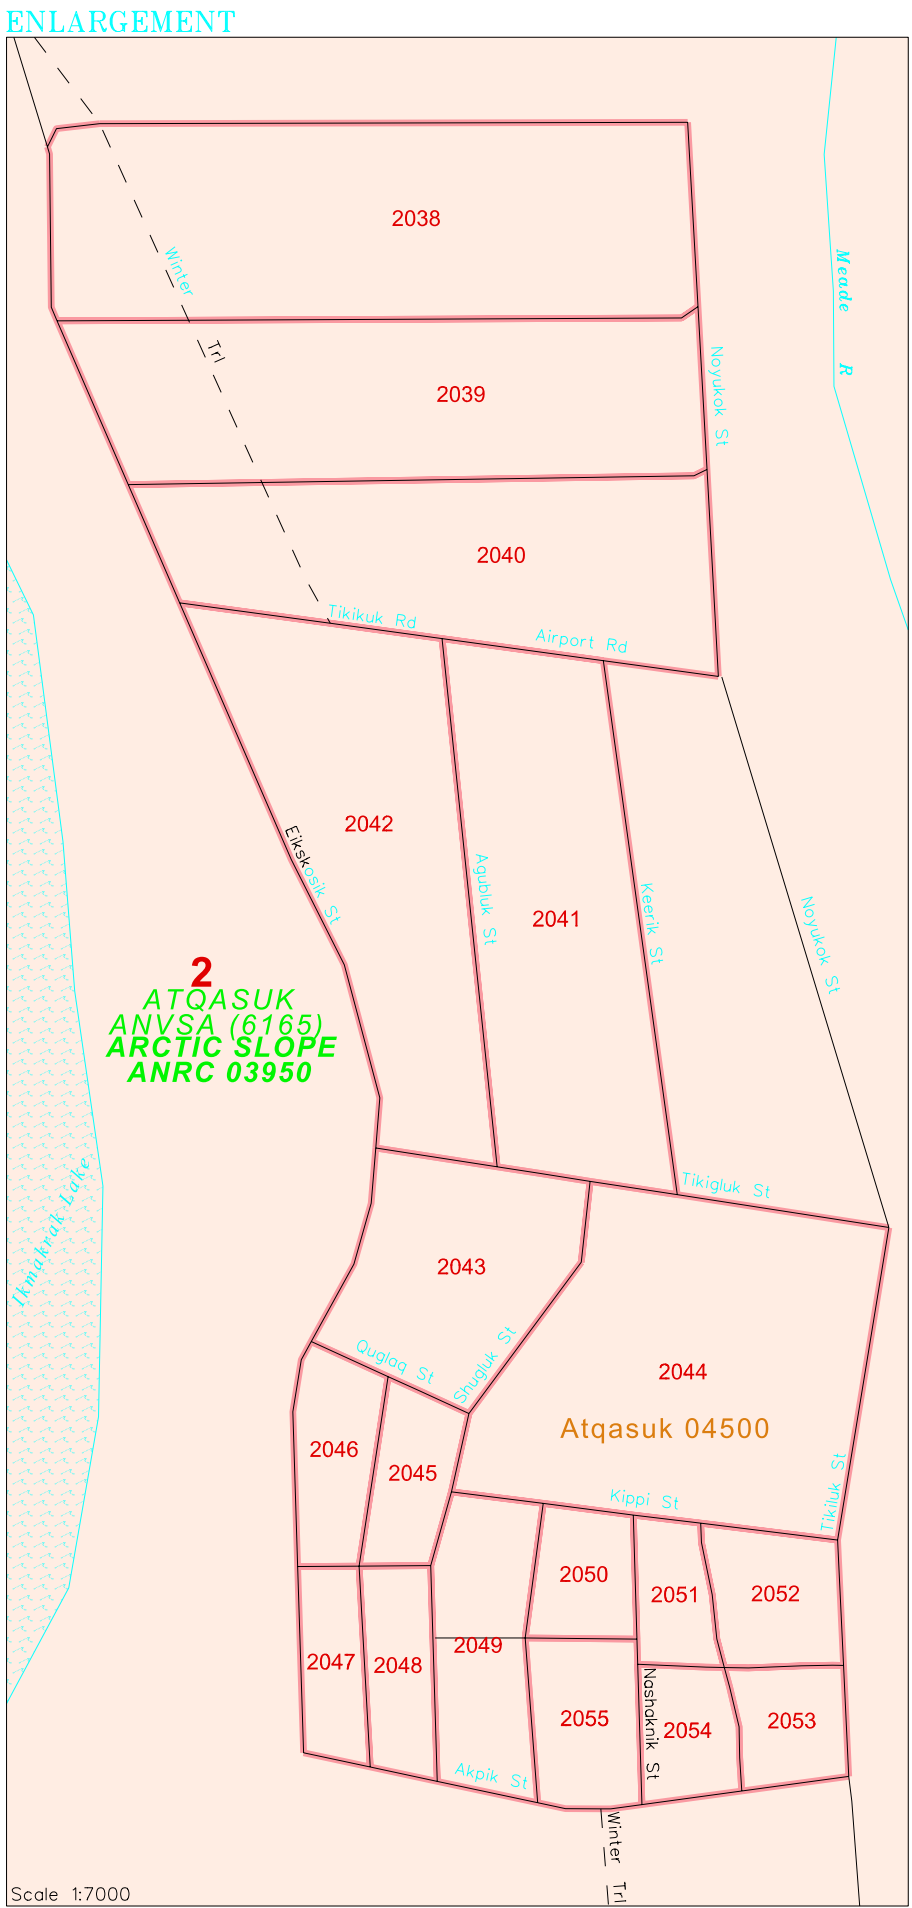 ENLARGEMENT
2038
Winter
Trl
Meade R
Noyukok St
2039
2040
Tikikuk Rd
Airport Rd
2042
Eikskosik St
Agubluk St
2041
Keerik St
Noyukok St
2
ATQASUK
ANVSA (6165)
ARCTIC SLOPE
ANRC 03950
Ikmakrak Lake
Tikigluk St
2043
Quglaq St
Shugluk St
2044
Atqasuk 04500
2046
2045
Kippi St
Tikiluk St
2050
2051
2052
2047
2048
2049
2055
Nashaknik St
2054
2053
Akpik St
Winter Trl
Scale 1:7000